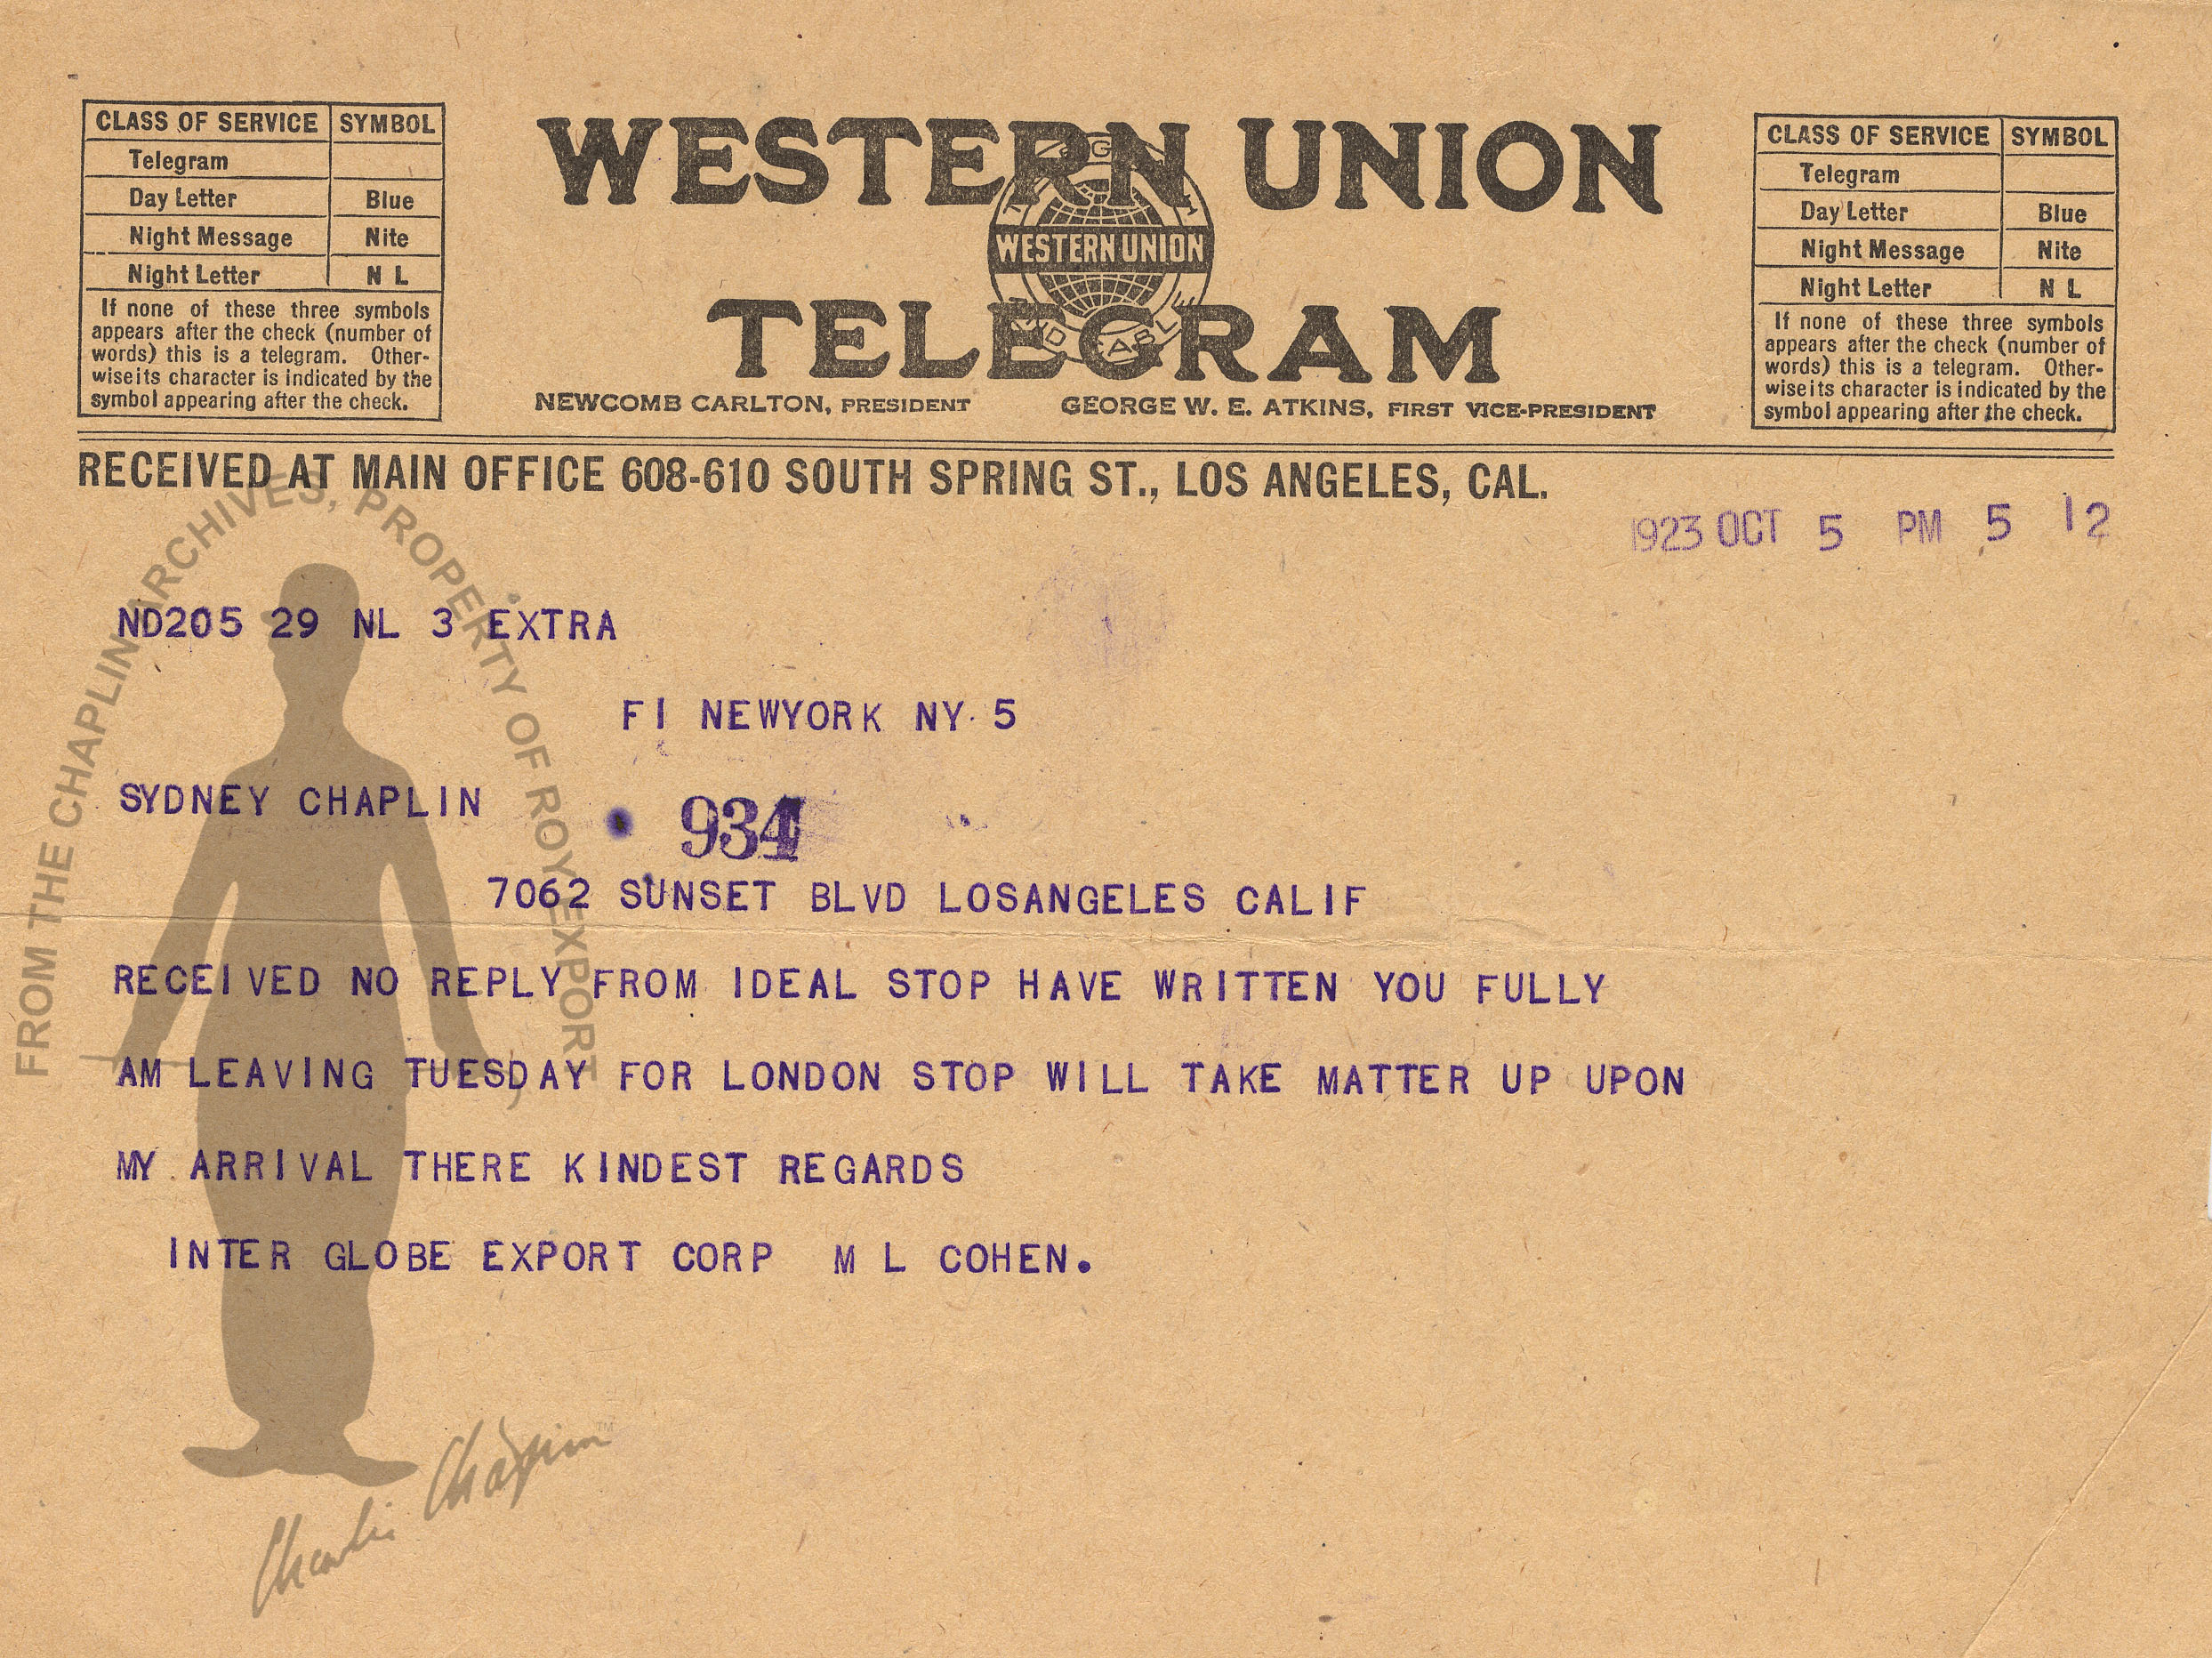 CLASS OF SERVICE SYMBOL
Telegram
Day Letter Blue
Night Message Nite
Night Letter N L
If none of these three symbols
appears after the check (number of
words) this is a telegram. Other-
wise its character is indicated by the
symbol appearing after the check.
WESTERN UNION
WESTERN UNION
TELEGRAM
NEWCOMB CARLTON, PRESIDENT GEORGE W. E. ATKINS, FIRST VICE-PRESIDENT
CLASS OF SERVICE SYMBOL
Telegram
Day Letter Blue
Night Message Nite
Night Letter N L
If none of these three symbols
appears after the check (number of
words) this is a telegram. Other-
wise its character is indicated by the
symbol appearing after the check.
RECEIVED AT MAIN OFFICE 608-610 SOUTH SPRING ST., LOS ANGELES, CAL.
1923 OCT 5 PM 5 12
ND205 29 NL 3 EXTRA
FI NEWYORK NY 5
SYDNEY CHAPLIN
934
7062 SUNSET BLVD LOSANGELES CALIF
RECEIVED NO REPLY FROM IDEAL STOP HAVE WRITTEN YOU FULLY
AM LEAVING TUESDAY FOR LONDON STOP WILL TAKE MATTER UP UPON
MY ARRIVAL THERE KINDEST REGARDS
INTER GLOBE EXPORT CORP M L COHEN.
FROM THE CHAPLIN ARCHIVES, PROPERTY OF ROY EXPORT
Charlie Chaplin